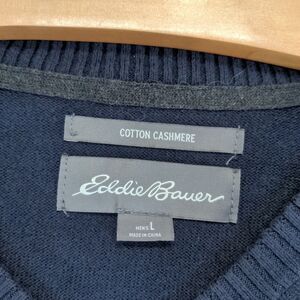 COTTON CASHMERE
Eddie Bauer
MENS L
MADE IN CHINA